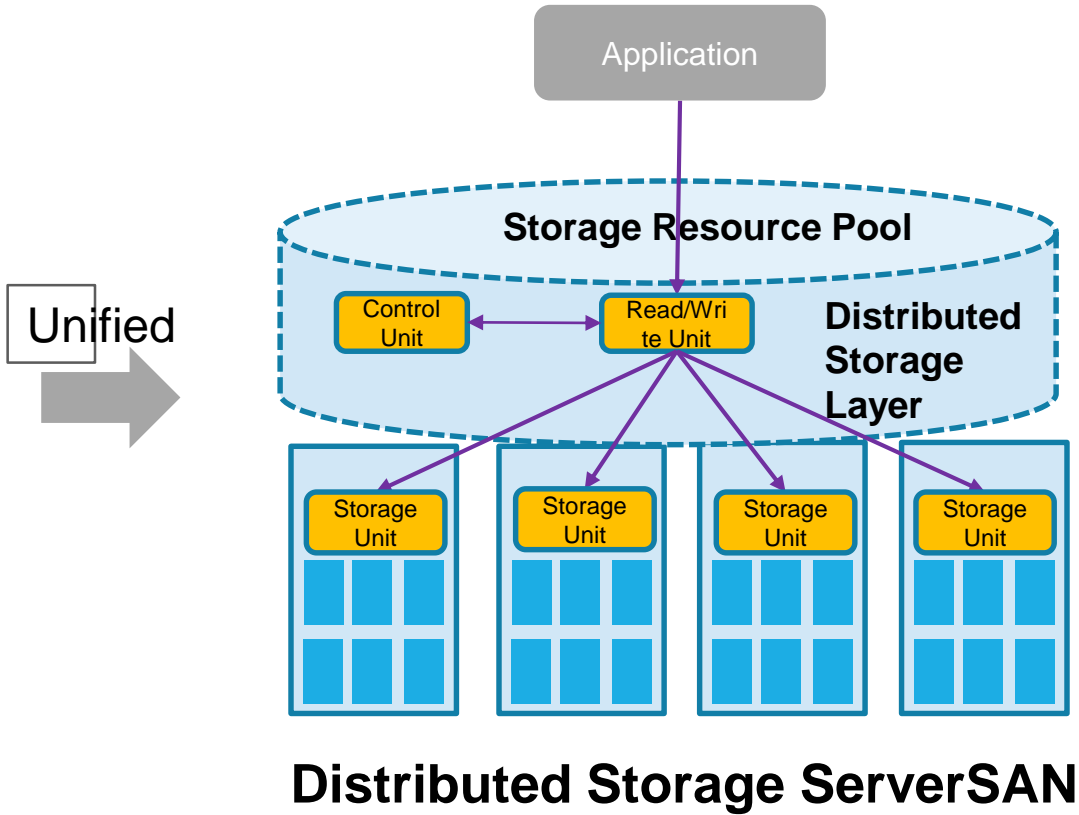 Application
Storage Resource Pool
Unified
Control
Unit
Read/Wri
te Unit
Distributed
Storage
Layer
Storage
Unit
Storage
Unit
Storage
Unit
Storage
Unit
Distributed Storage ServerSAN